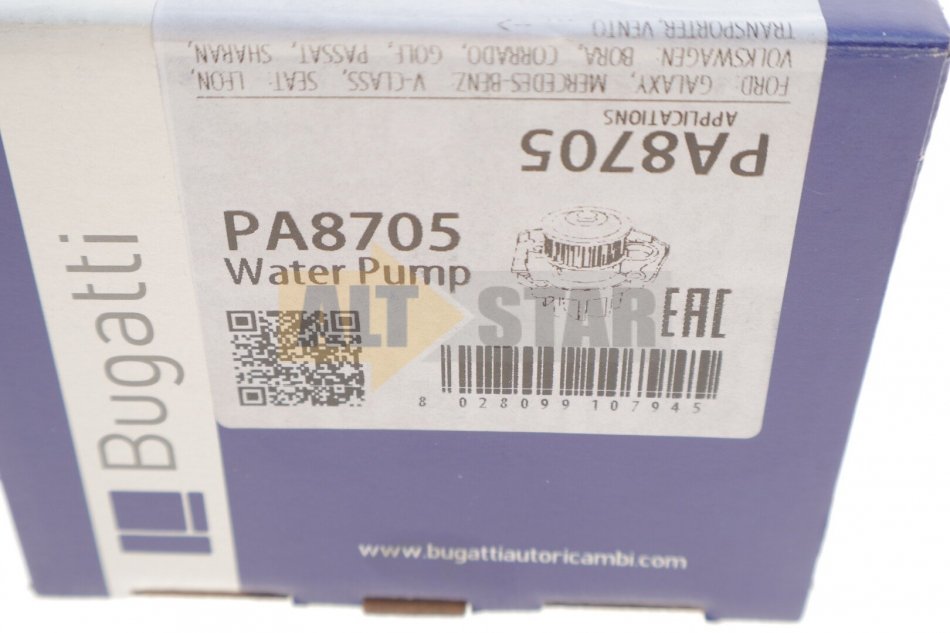 PA8705
APPLICATIONS
FORD: GALAXY, MERCEDES-BENZ V-CLASS, SEAT: LEON,
VOLKSWAGEN: BORA, CORRADO, GOLF, PASSAT, SHARAN,
TRANSPORTER, VENTO
PA8705
Water Pump
ALT STAR
EAC
8 028099 107945
Bugatti
www.bugattiautoricambi.com